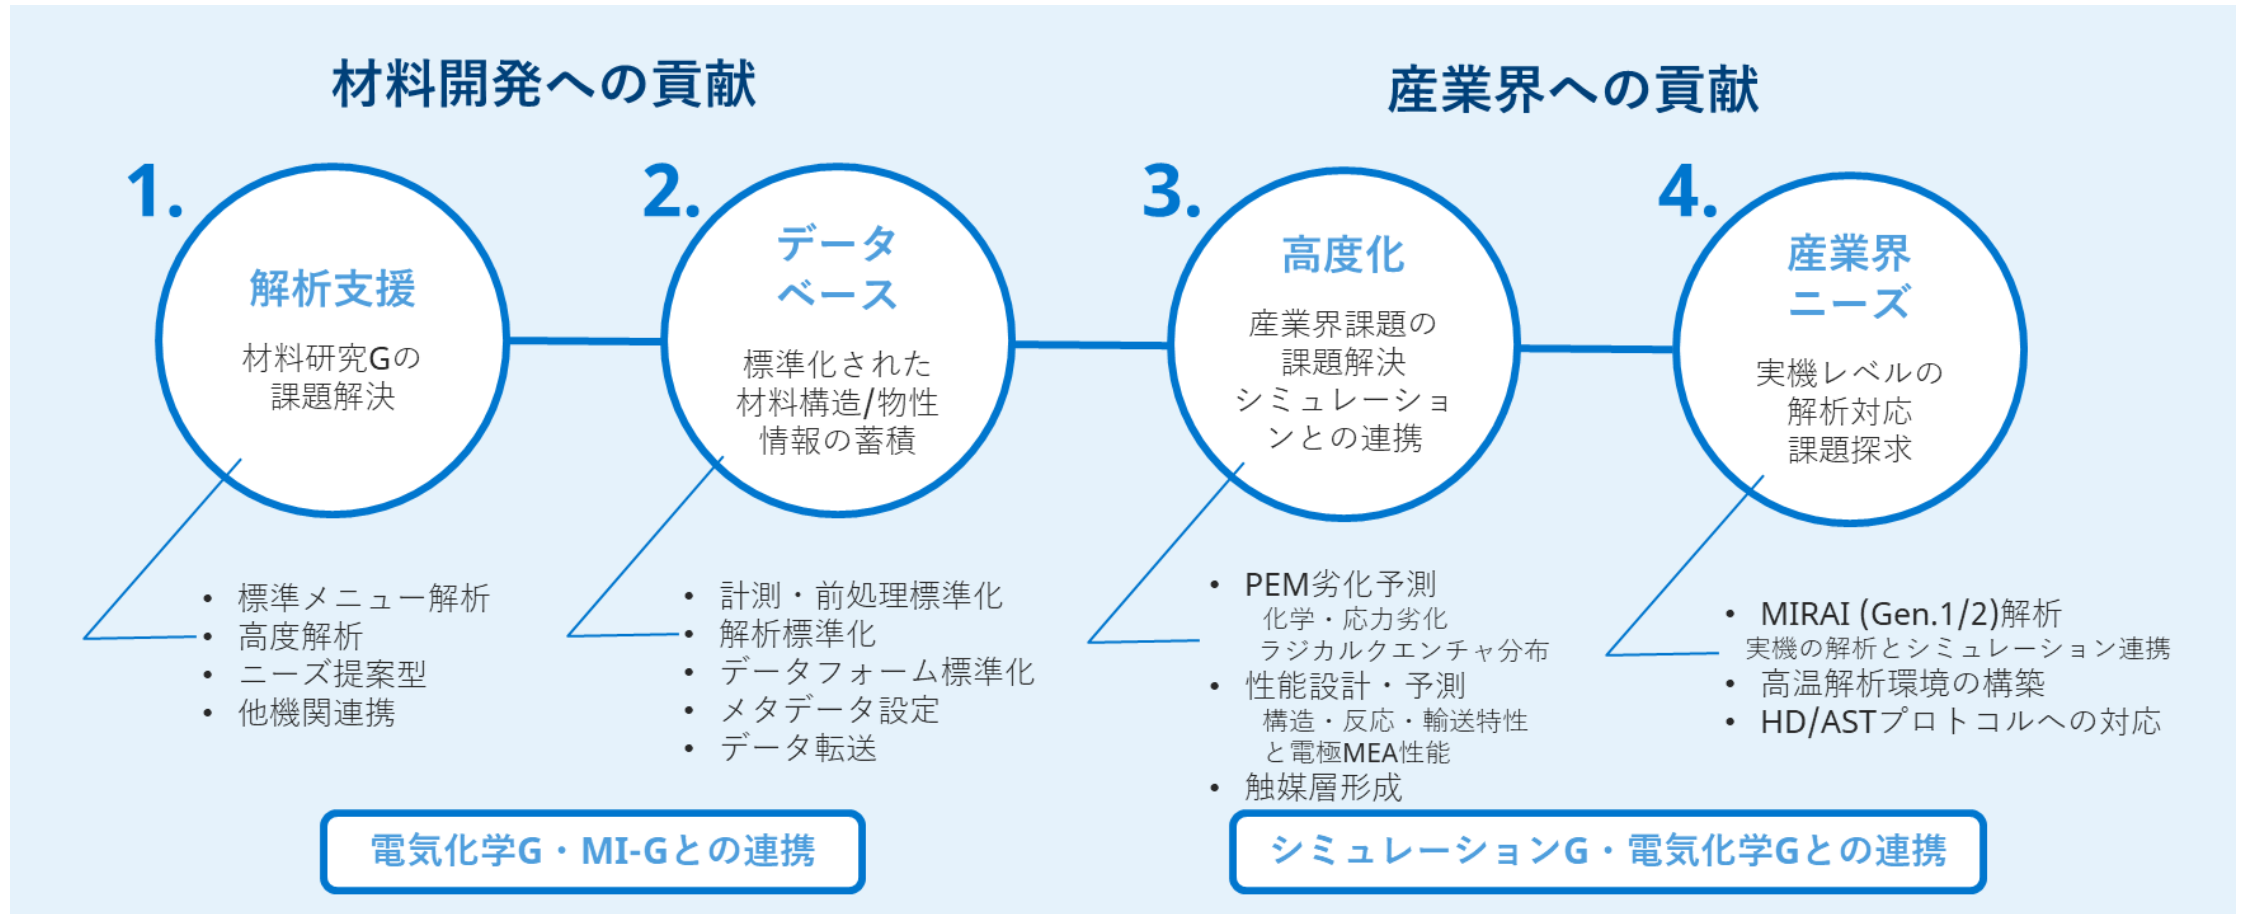 材料開発への貢献
産業界への貢献
1.
解析支援
材料研究Gの
課題解決
2.
データ
ベース
標準化された
材料構造/物性
情報の蓄積
3.
高度化
産業界課題の
課題解決
シミュレーショ
ンとの連携
4.
産業界
ニーズ
実機レベルの
解析対応
課題探求
• 標準メニュー解析
• 高度解析
• ニーズ提案型
• 他機関連携
• 計測・前処理標準化
• 解析標準化
• データフォーム標準化
• メタデータ設定
• データ転送
• PEM劣化予測
化学・応力劣化
ラジカルクエンチャ分布
• 性能設計・予測
構造・反応・輸送特性
と電極MEA性能
• 触媒層形成
• MIRAI (Gen.1/2)解析
実機の解析とシミュレーション連携
• 高温解析環境の構築
• HD/ASTプロトコルへの対応
電気化学G・MI-Gとの連携
シミュレーションG・電気化学Gとの連携